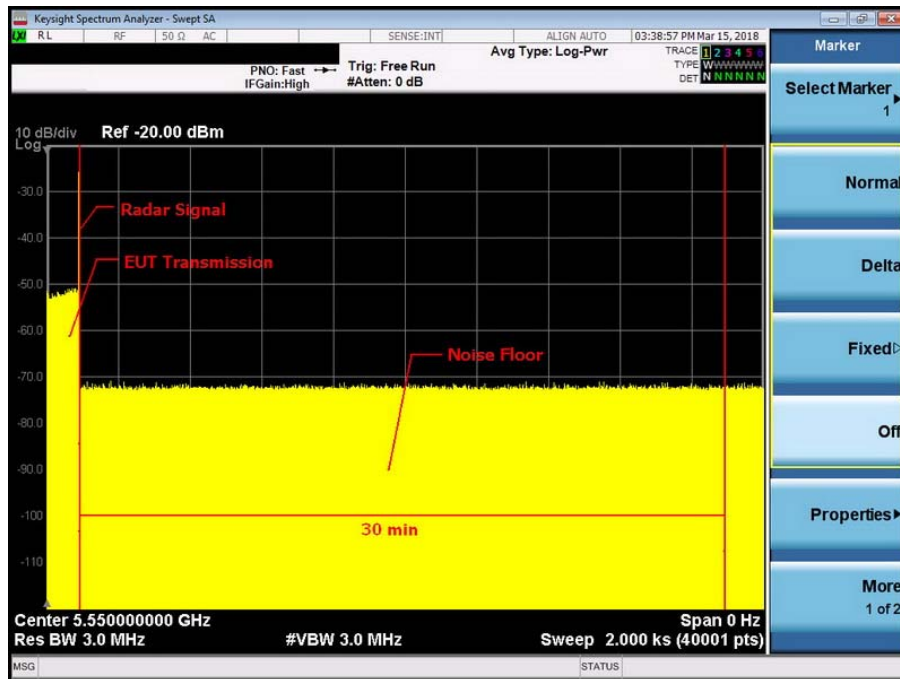 Keysight Spectrum Analyzer - Swept SA
LXI RL RF 50 Ω AC SENSE:INT ALIGN AUTO 03:38:57 PM Mar 15, 2018
Marker
Avg Type: Log-Pwr TRACE 1 2 3 4 5 6
PNO: Fast Trig: Free Run TYPE WWWWWW
IFGain:High #Atten: 0 dB DET N N N N N N
Select Marker
1
10 dB/div Ref -20.00 dBm
Log
Normal
-30.0
Radar Signal
-40.0
EUT Transmission
Delta
-50.0
-60.0
Noise Floor
Fixed
-70.0
-80.0
Off
-90.0
-100
30 min
Properties
-110
More
1 of 2
Center 5.550000000 GHz Span 0 Hz
Res BW 3.0 MHz #VBW 3.0 MHz Sweep 2.000 ks (40001 pts)
MSG STATUS